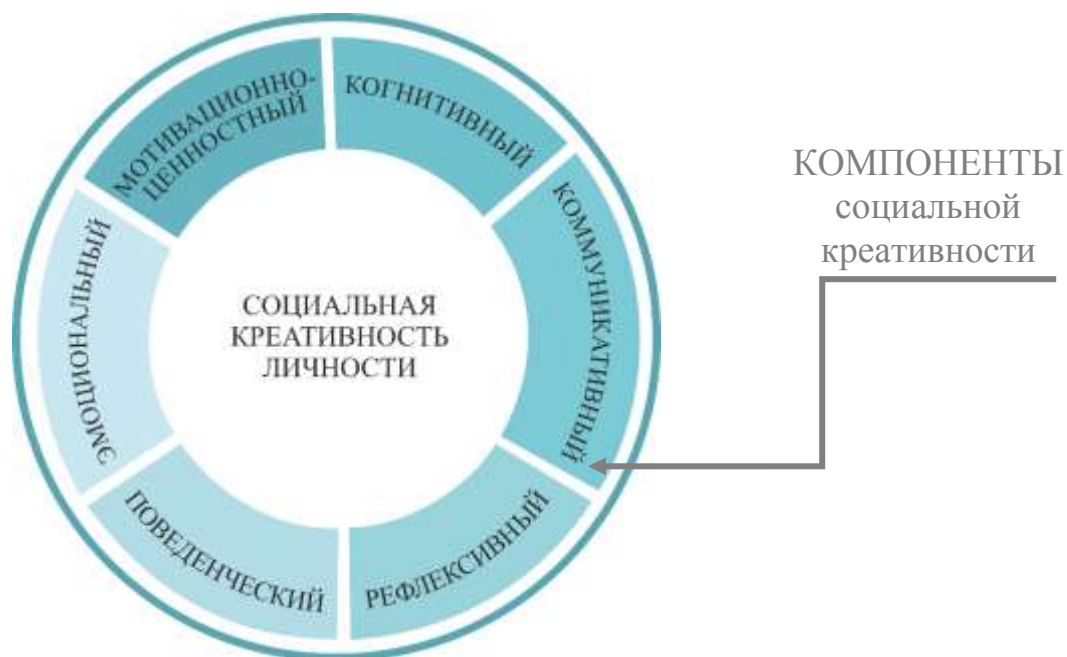 МОТИВАЦИОННО-
ЦЕННОСТНЫЙ
КОГНИТИВНЫЙ
КОММУНИКАТИВНЫЙ
РЕФЛЕКСИВНЫЙ
ПОВЕДЕНЧЕСКИЙ
ЭМОЦИОНАЛЬНЫЙ
СОЦИАЛЬНАЯ
КРЕАТИВНОСТЬ
ЛИЧНОСТИ
КОМПОНЕНТЫ
социальной
креативности